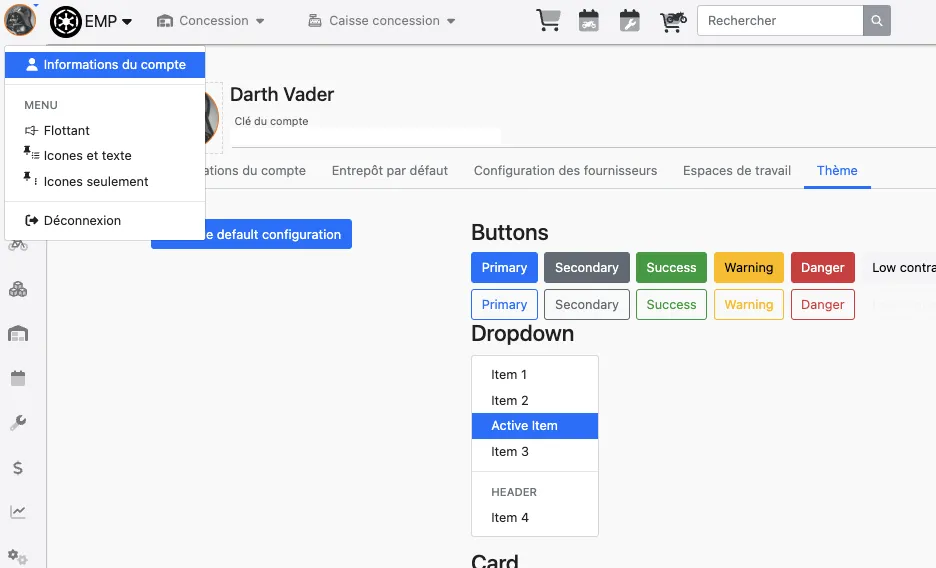 EMP
Concession
Caisse concession
Rechercher
Informations du compte
MENU
Flottant
Icones et texte
Icones seulement
Déconnexion
Darth Vader
Clé du compte
ations du compte
Entrepôt par défaut
Configuration des fournisseurs
Espaces de travail
Thème
e default configuration
Buttons
Primary
Secondary
Success
Warning
Danger
Low contra
Primary
Secondary
Success
Warning
Danger
Dropdown
Item 1
Item 2
Active Item
Item 3
HEADER
Item 4
Card